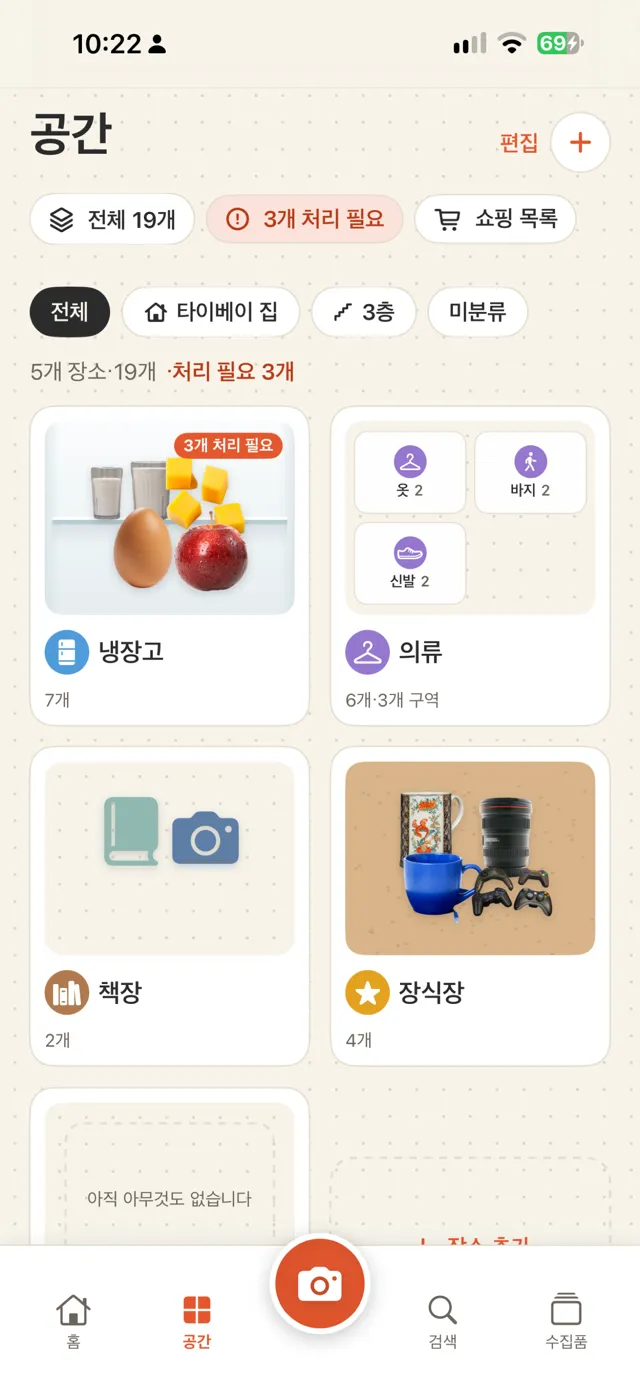 10:22
69
공간
편집
전체 19개
3개 처리 필요
쇼핑 목록
전체
타이베이 집
3층
미분류
5개 장소·19개 ·처리 필요 3개
3개 처리 필요
옷 2
바지 2
신발 2
냉장고
의류
7개
6개·3개 구역
책장
장식장
2개
4개
아직 아무것도 없습니다
홈
공간
검색
수집품